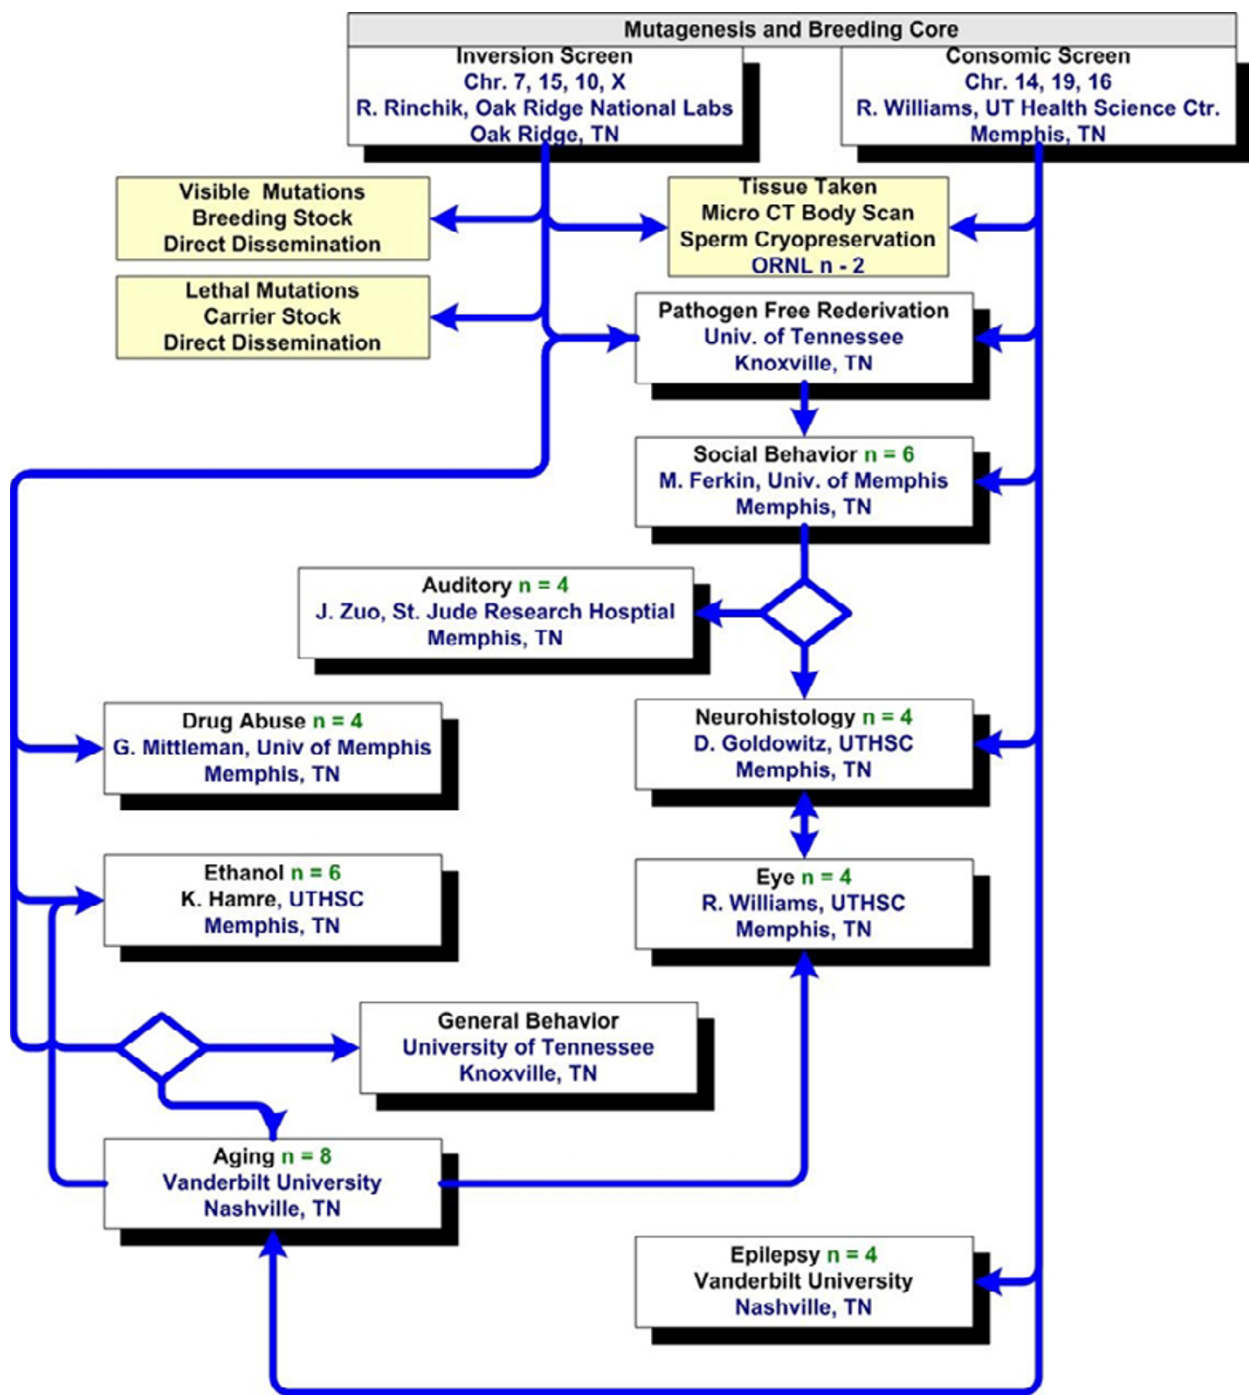 Mutagenesis and Breeding Core
Inversion Screen
Chr. 7, 15, 10, X
R. Rinchik, Oak Ridge National Labs
Oak Ridge, TN
Consomic Screen
Chr. 14, 19, 16
R. Williams, UT Health Science Ctr.
Memphis, TN
Visible Mutations
Breeding Stock
Direct Dissemination
Tissue Taken
Micro CT Body Scan
Sperm Cryopreservation
ORNL n - 2
Lethal Mutations
Carrier Stock
Direct Dissemination
Pathogen Free Rederivation
Univ. of Tennessee
Knoxville, TN
Social Behavior n = 6
M. Ferkin, Univ. of Memphis
Memphis, TN
Auditory n = 4
J. Zuo, St. Jude Research Hosptial
Memphis, TN
Drug Abuse n = 4
G. Mittleman, Univ of Memphis
Memphis, TN
Neurohistology n = 4
D. Goldowitz, UTHSC
Memphis, TN
Ethanol n = 6
K. Hamre, UTHSC
Memphis, TN
Eye n = 4
R. Williams, UTHSC
Memphis, TN
General Behavior
University of Tennessee
Knoxville, TN
Aging n = 8
Vanderbilt University
Nashville, TN
Epilepsy n = 4
Vanderbilt University
Nashville, TN